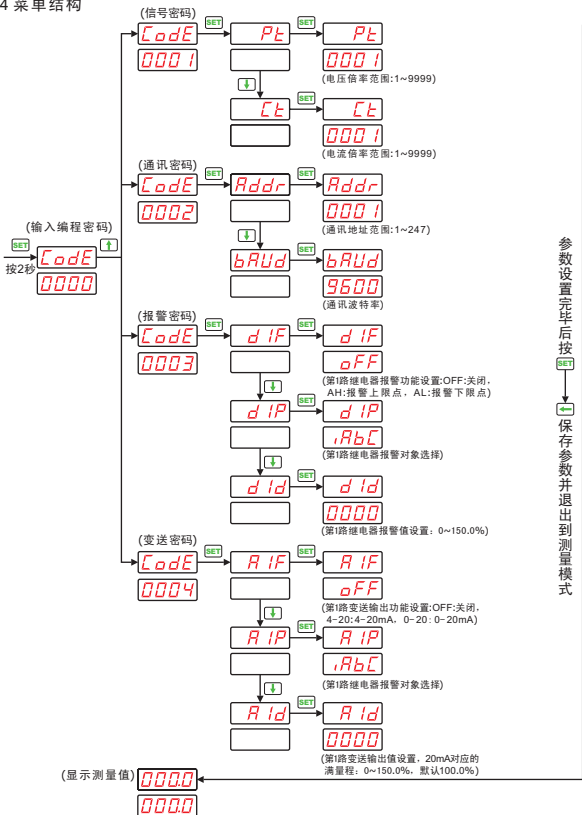 4 菜单结构
(信号密码)
CodE SET Pt SET Pt
0001 0001
(电压倍率范围:1~9999)
Ct SET Ct
0001
(电流倍率范围:1~9999)
(通讯密码)
CodE SET Addr SET Addr
0002 0001
(通讯地址范围:1~247)
bAUd SET bAUd
9600
(通讯波特率)
(输入编程密码)
SET CodE
按2秒
0000
(报警密码)
CodE SET d1F SET d1F
0003 oFF
(第1路继电器报警功能设置:OFF:关闭,
AH:报警上限点，AL:报警下限点)
d1P SET d1P
iAbC
(第1路继电器报警对象选择)
d1d SET d1d
0000
(第1路继电器报警值设置：0~150.0%)
(变送密码)
CodE SET A1F SET A1F
0004 oFF
(第1路变送输出功能设置:OFF:关闭,
4-20:4-20mA，0-20:0-20mA)
A1P SET A1P
iAbC
(第1路继电器报警对象选择)
A1d SET A1d
0000
(第1路变送输出值设置，20mA对应的
满量程：0~150.0%，默认100.0%)
(显示测量值) 000.0
000.0
参数设置完毕后按 SET 保存参数并退出到测量模式